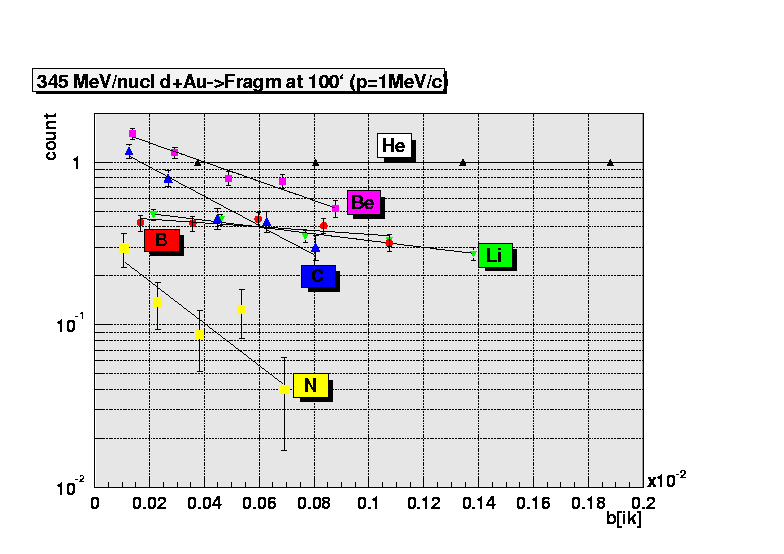 345 MeV/nucl d+Au->Fragm at 100‘ (p=1MeV/c)
count
He
1
Be
B
Li
C
10-1
N
10-2
x10-2
0 0.02 0.04 0.06 0.08 0.1 0.12 0.14 0.16 0.18 0.2
b[ik]